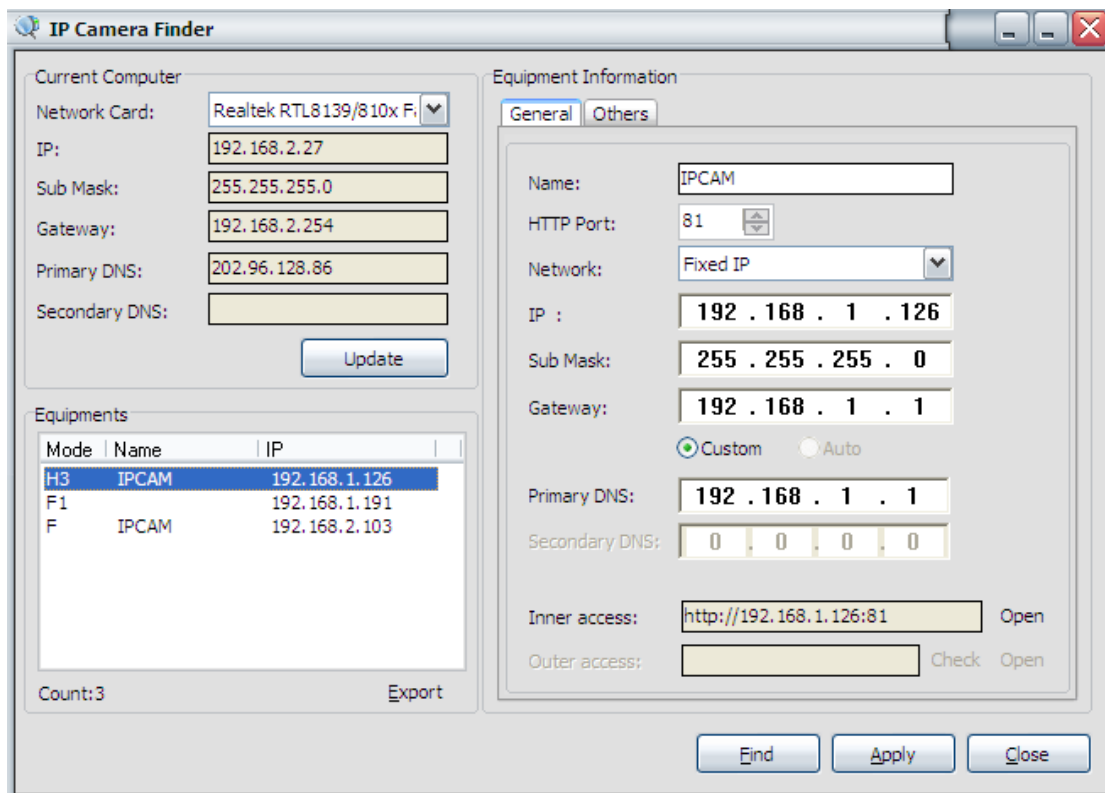 IP Camera Finder
Current Computer
Network Card: Realtek RTL8139/810x F
IP: 192.168.2.27
Sub Mask: 255.255.255.0
Gateway: 192.168.2.254
Primary DNS: 202.96.128.86
Secondary DNS:
Update
Equipments
Mode Name IP
H3 IPCAM 192.168.1.126
F1 192.168.1.191
F IPCAM 192.168.2.103
Count:3 Export
Equipment Information
General Others
Name: IPCAM
HTTP Port: 81
Network: Fixed IP
IP : 192 . 168 . 1 . 126
Sub Mask: 255 . 255 . 255 . 0
Gateway: 192 . 168 . 1 . 1
Custom Auto
Primary DNS: 192 . 168 . 1 . 1
Secondary DNS: 0 . 0 . 0 . 0
Inner access: http://192.168.1.126:81 Open
Outer access: Check Open
Find Apply Close